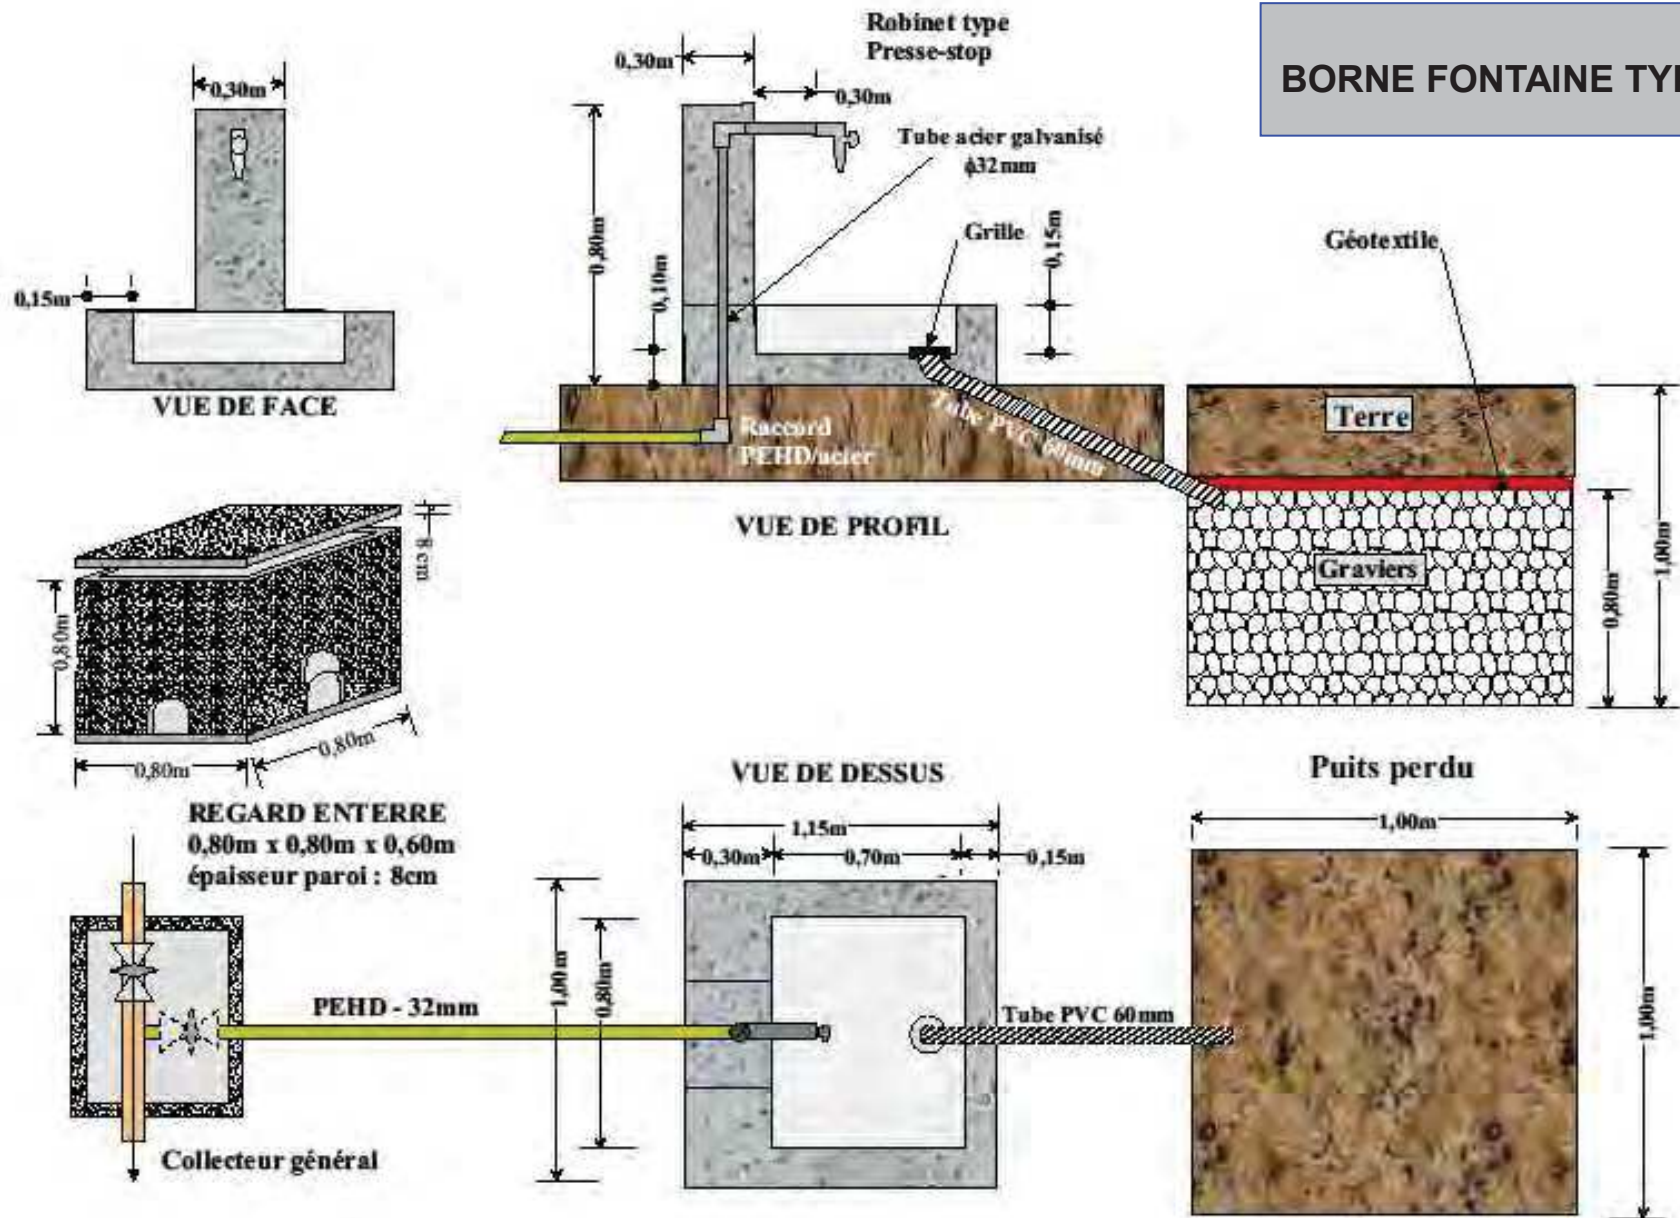 BORNE FONTAINE TYP
Robinet type
Presse-stop
0,30m
0,30m
0,30m
Tube acier galvanisé
ϕ32mm
Grille
0,15m
0,80m
0,10m
0,15m
VUE DE FACE
Raccord
PEHD/acier
Tube PVC 60mm
VUE DE PROFIL
Géotextile
Terre
Graviers
0,80m
1,00m
Puits perdu
8 cm
0,80m
0,80m
0,80m
REGARD ENTERRE
0,80m x 0,80m x 0,60m
épaisseur paroi : 8cm
VUE DE DESSUS
1,15m
0,30m
0,70m
0,15m
1,00m
0,80m
PEHD - 32mm
Tube PVC 60mm
Collecteur général
1,00m
1,00m